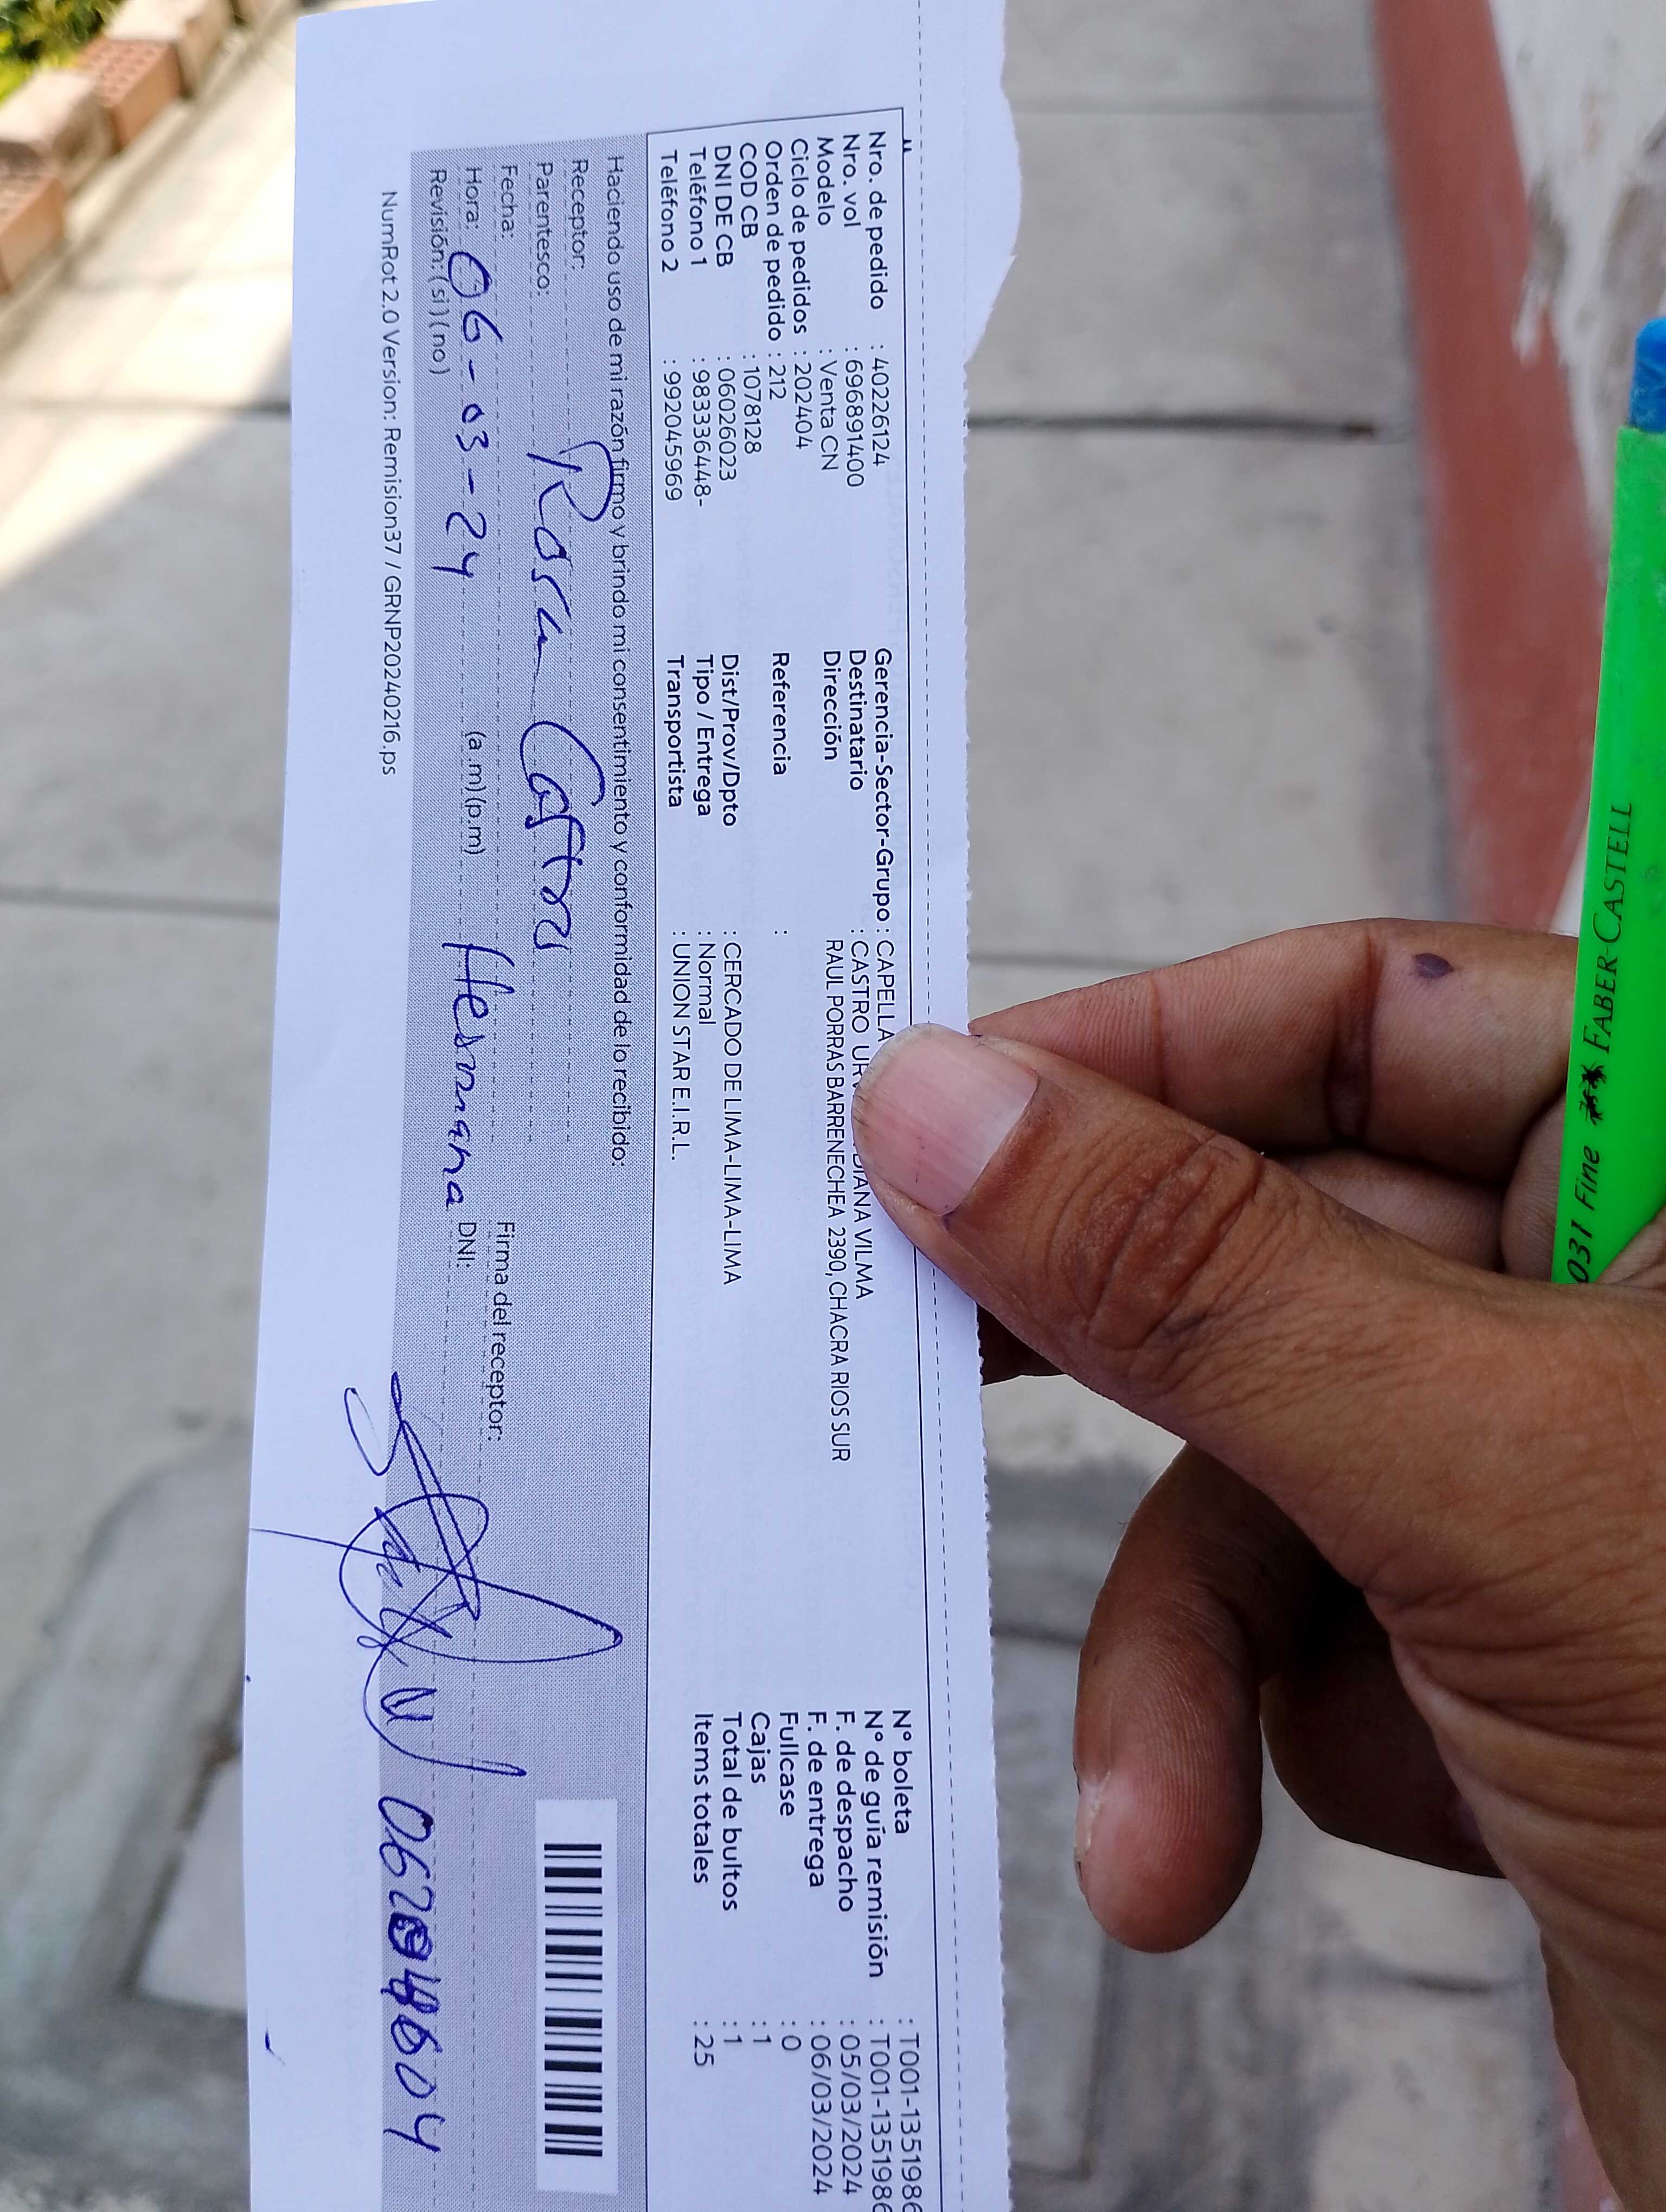 Nro. de pedido : 40226124
Nro. vol : 696891400
Modelo : Venta CN
Ciclo de pedidos : 202404
Orden de pedido : 212
COD CB : 1078128
DNI DE CB : 06026023
Teléfono 1 : 983336448-
Teléfono 2 : 992045969
Gerencia-Sector-Grupo : CAPELLA
Destinatario : CASTRO DIANA VILMA
Dirección RAUL PORRAS BARRENECHEA 2390, CHACRA RIOS SUR
Referencia :
Dist/Prov/Dpto : CERCADO DE LIMA-LIMA-LIMA
Tipo / Entrega : Normal
Transportista : UNION STAR E.I.R.L.
N° boleta : T001-1351986
N° de guía remisión : T001-1351986
F. de despacho : 05/03/2024
F. de entrega : 06/03/2024
Fullcase : 0
Cajas : 1
Total de bultos : 1
Items totales : 25
Haciendo uso de mi razón firmo y brindo mi consentimiento y conformidad de lo recibido:
Receptor: Rosa Castro
Parentesco:
Fecha:
Hora: 06-03-24 (a.m)(p.m) Hermana
Revisión: (si) (no)
Firma del receptor:
DNI:
NumRot 2.0 Version: Remision37 / GRNP20240216.ps
FABER-CASTELL
031 Fine